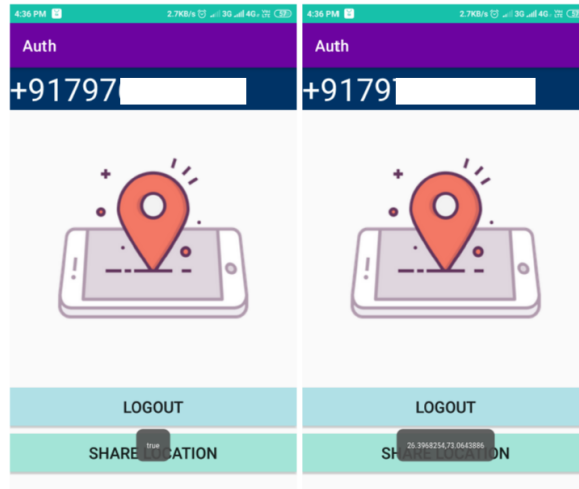 4:36 PM 2.7KB/s 3G 4G
Auth
+9179
LOGOUT
true
SHARE LOCATION
4:36 PM 2.7KB/s 3G 4G
Auth
+9179
LOGOUT
26.3968254,73.0643886
SHARE LOCATION